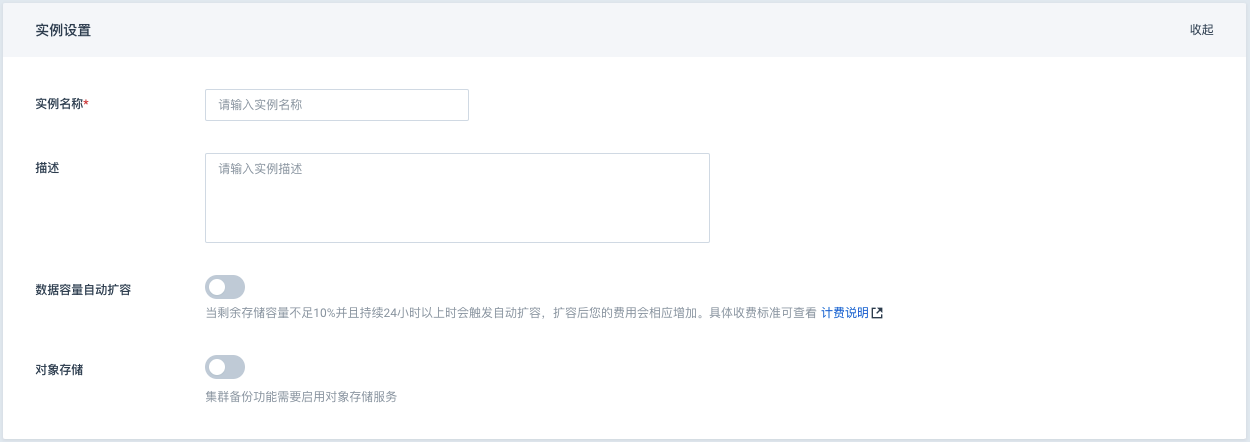 实例设置
收起
实例名称*
请输入实例名称
描述
请输入实例描述
数据容量自动扩容
当剩余存储容量不足10%并且持续24小时以上时会触发自动扩容，扩容后您的费用会相应增加。具体收费标准可查看 计费说明
对象存储
集群备份功能需要启用对象存储服务